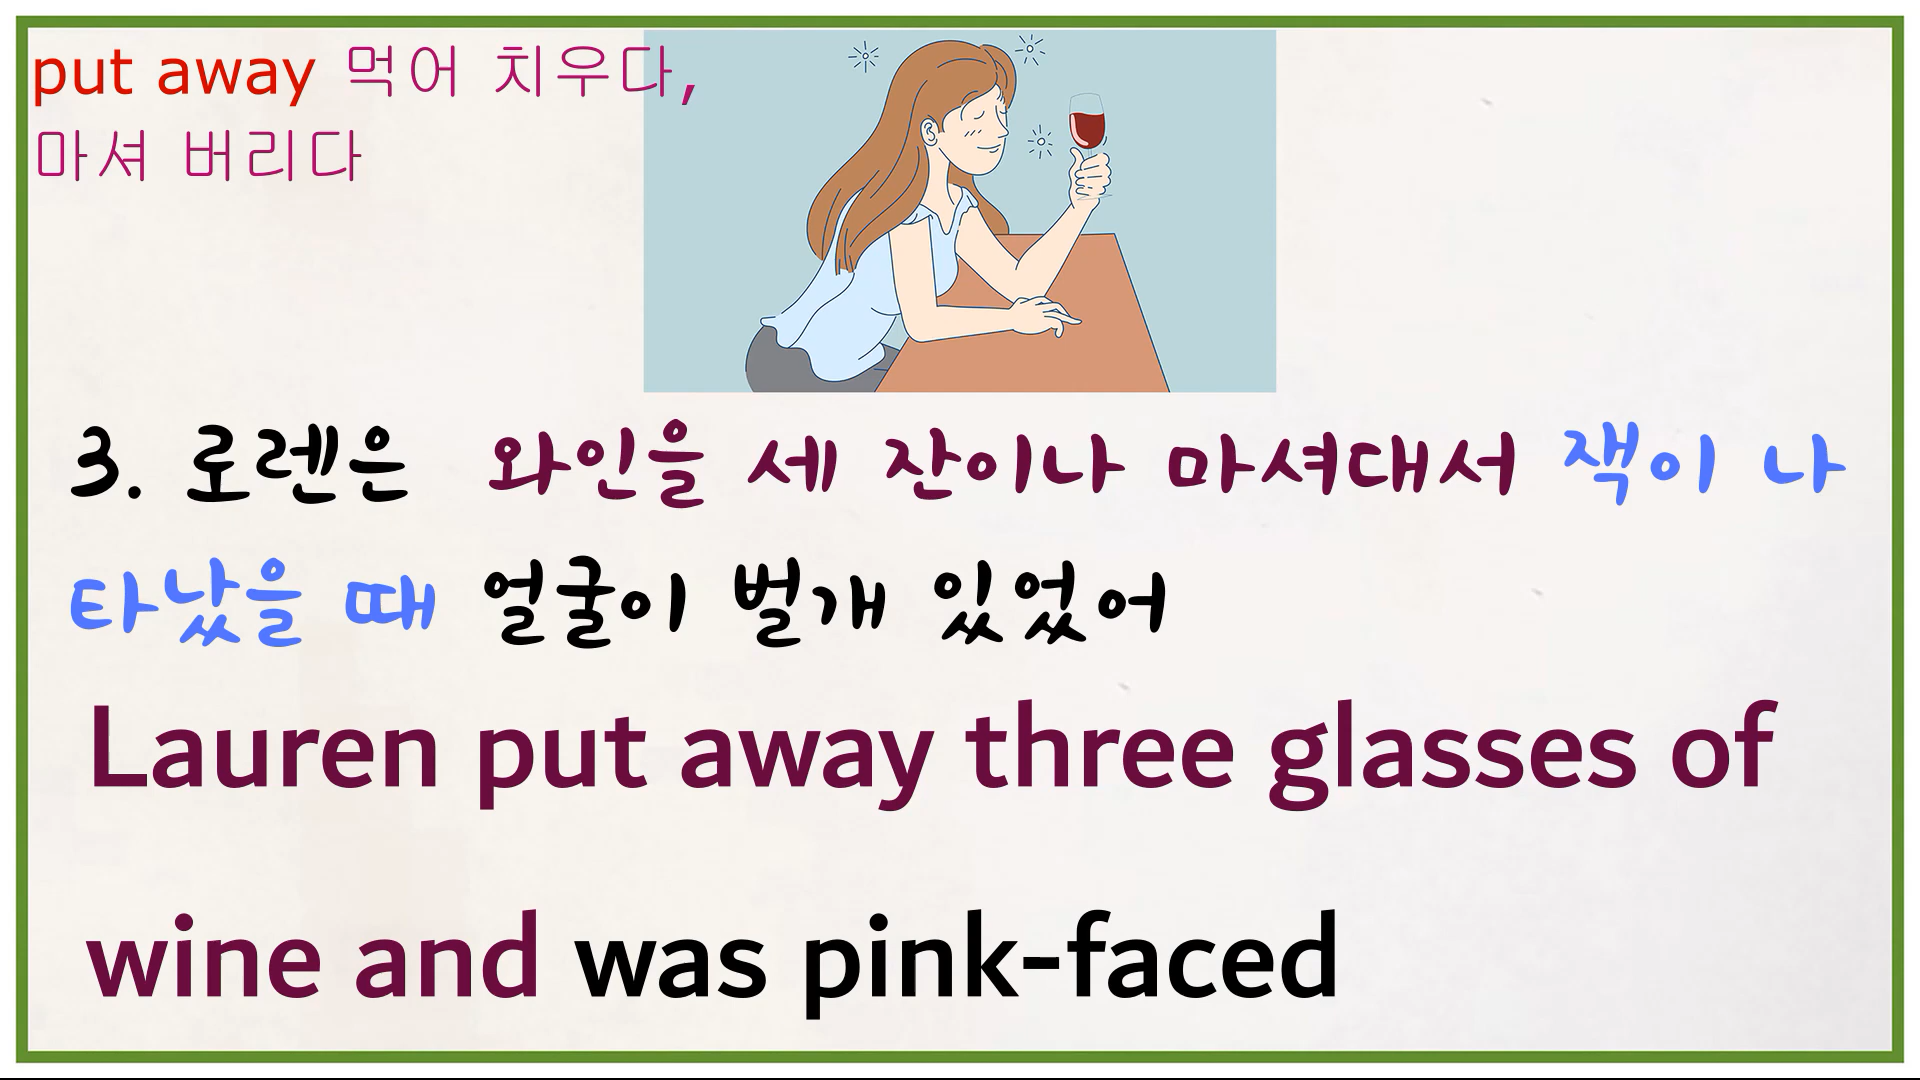 put away 먹어 치우다,
마셔 버리다
3. 로렌은 와인을 세 잔이나 마셔대서 잭이 나
타났을 때 얼굴이 벌개 있었어
Lauren put away three glasses of
wine and was pink-faced